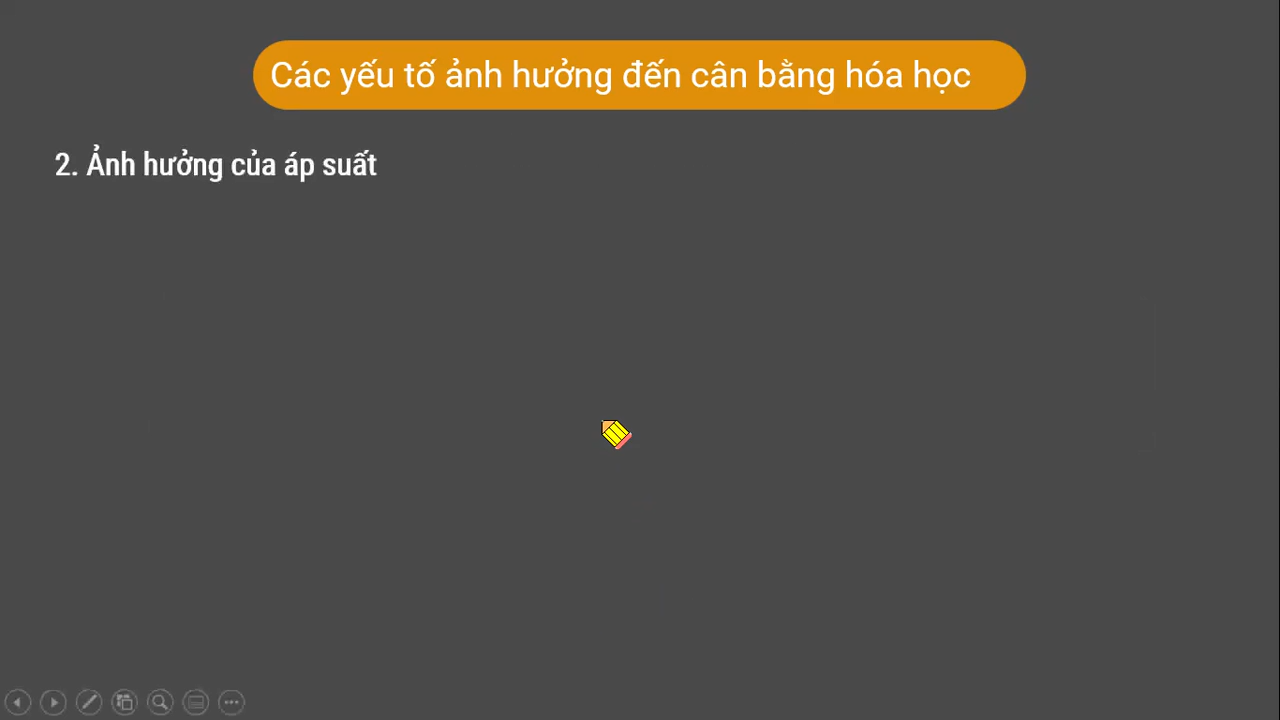 Các yếu tố ảnh hưởng đến cân bằng hóa học
2. Ảnh hưởng của áp suất